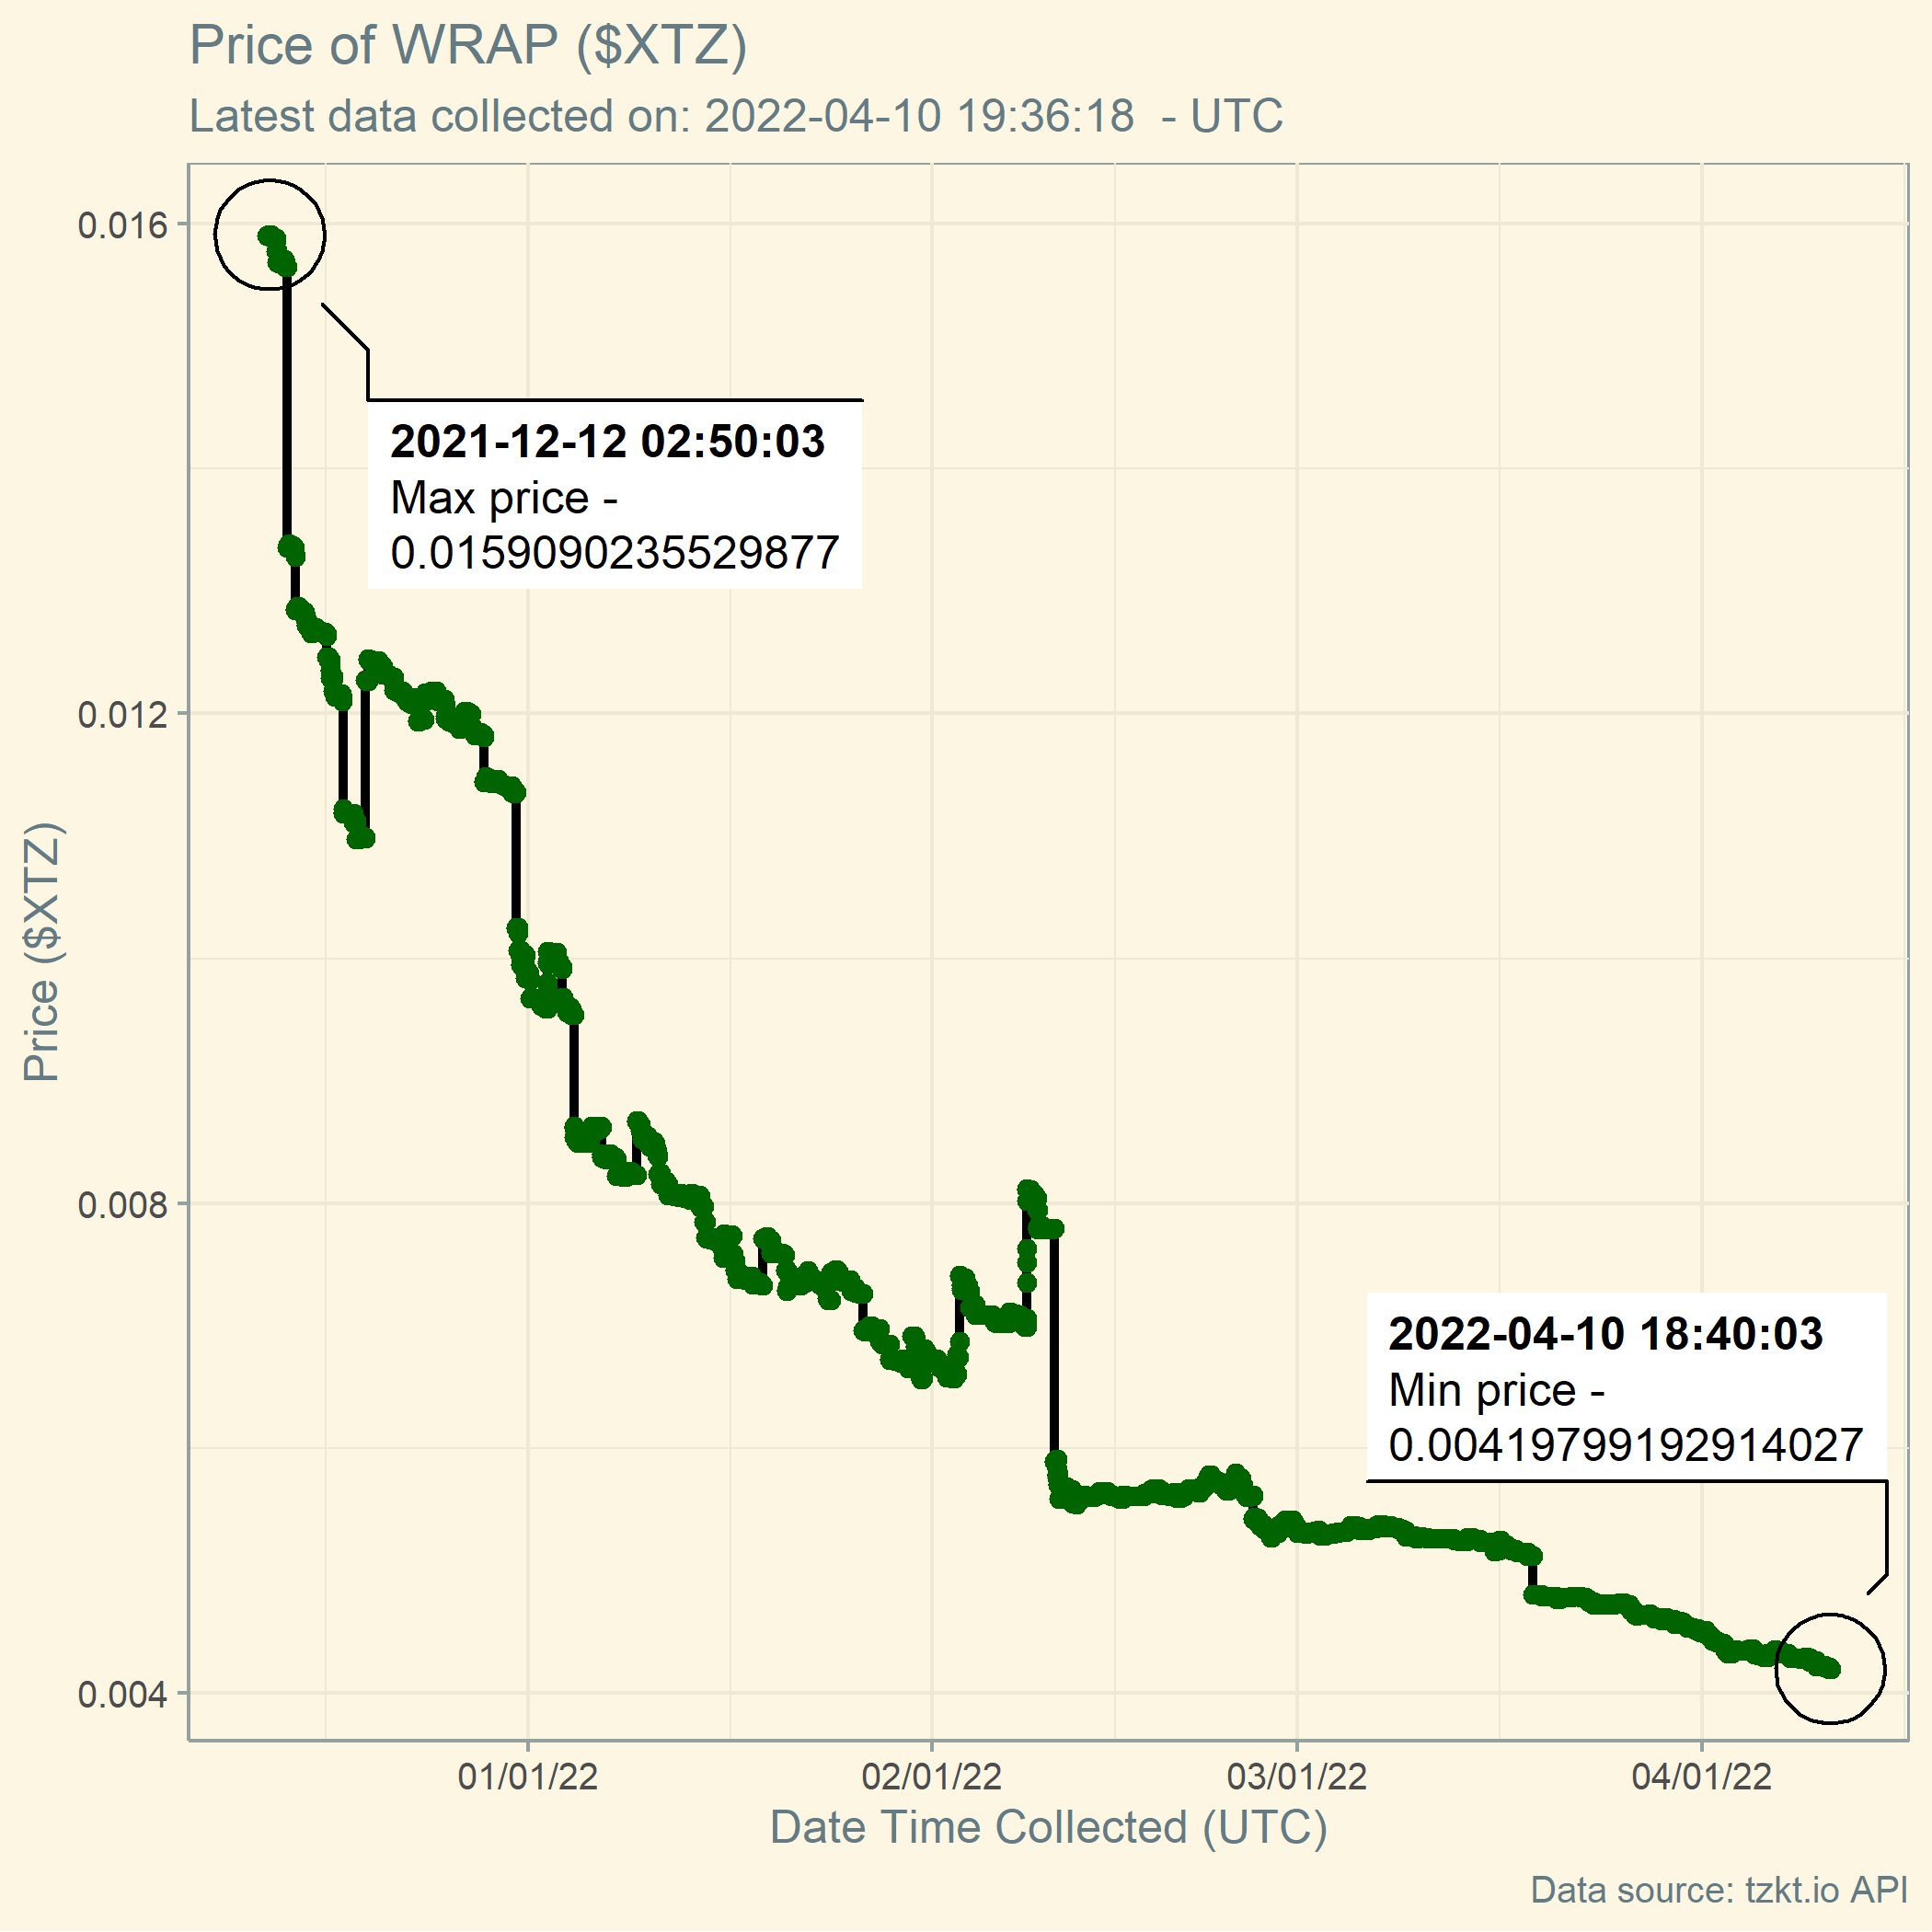 Price of WRAP ($XTZ)
Latest data collected on: 2022-04-10 19:36:18  - UTC
0.016
2021-12-12 02:50:03
Max price -
0.0159090235529877
0.012
Price ($XTZ)
0.008
2022-04-10 18:40:03
Min price -
0.00419799192914027
0.004
01/01/22
02/01/22
03/01/22
04/01/22
Date Time Collected (UTC)
Data source: tzkt.io API